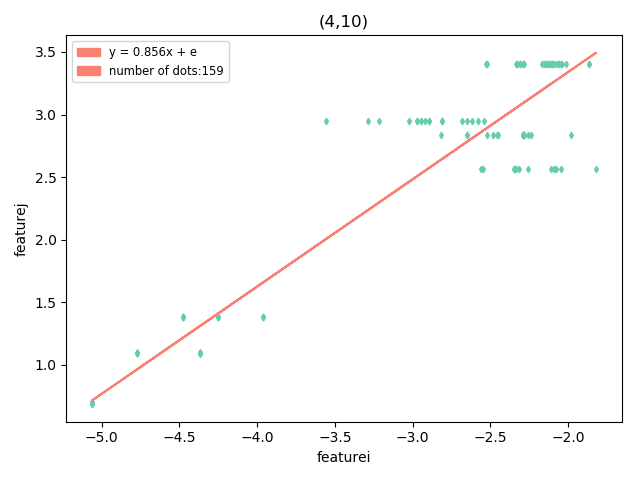 (4,10)
y = 0.856x + e
number of dots:159
3.5
3.0
2.5
2.0
1.5
1.0
featurej
−5.0 −4.5 −4.0 −3.5 −3.0 −2.5 −2.0
featurei